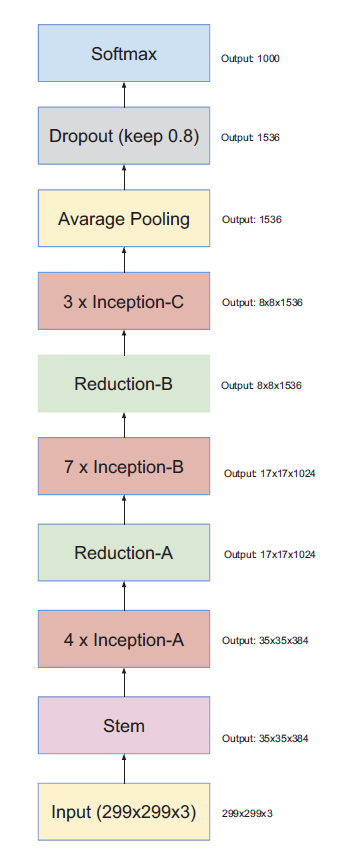 Softmax
Output: 1000
Dropout (keep 0.8)
Output: 1536
Avarage Pooling
Output: 1536
3 x Inception-C
Output: 8x8x1536
Reduction-B
Output: 8x8x1536
7 x Inception-B
Output: 17x17x1024
Reduction-A
Output: 17x17x1024
4 x Inception-A
Output: 35x35x384
Stem
Output: 35x35x384
Input (299x299x3)
299x299x3